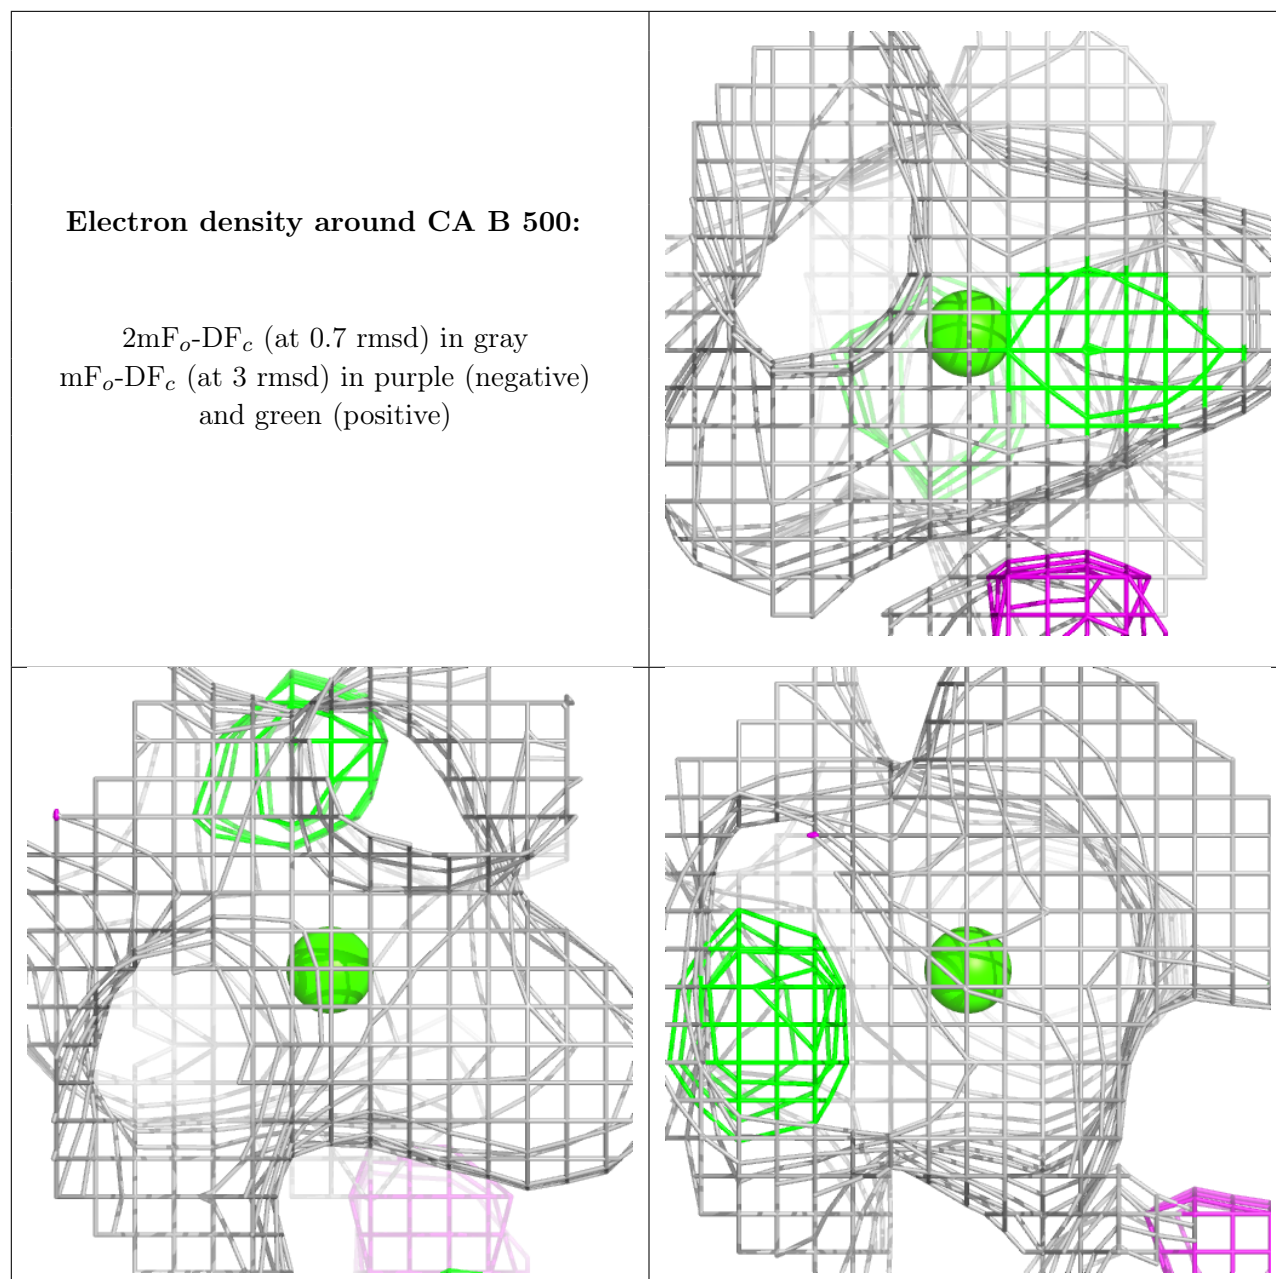 Electron density around CA B 500:
2mFo-DFc (at 0.7 rmsd) in gray
mFo-DFc (at 3 rmsd) in purple (negative)
and green (positive)